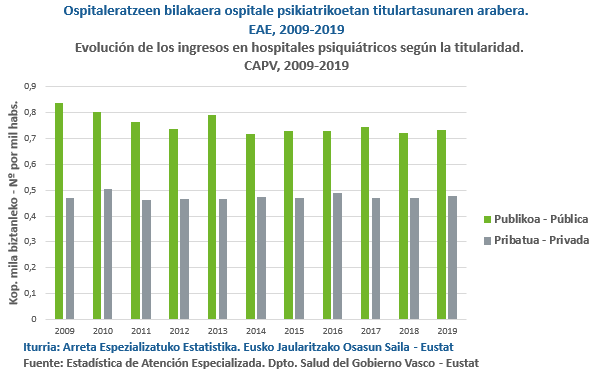 Ospitaleratzeen bilakaera ospitale psikiatrikoetan titulartasunaren arabera.
EAE, 2009-2019
Evolución de los ingresos en hospitales psiquiátricos según la titularidad.
CAPV, 2009-2019
Kop. mila biztanleko - Nº por mil habs.
0,9
0,8
0,7
0,6
0,5
0,4
0,3
0,2
0,1
0
2009 2010 2011 2012 2013 2014 2015 2016 2017 2018 2019
Publikoa - Pública
Pribatua - Privada
Iturria: Arreta Espezializatuko Estatistika. Eusko Jaularitzako Osasun Saila - Eustat
Fuente: Estadística de Atención Especializada. Dpto. Salud del Gobierno Vasco - Eustat